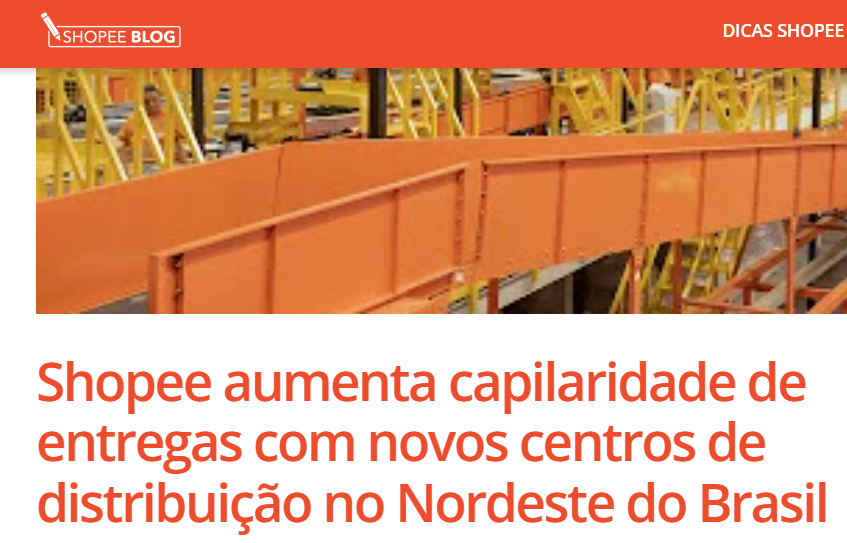 SHOPEE BLOG
DICAS SHOPEE
Shopee aumenta capilaridade de
entregas com novos centros de
distribuição no Nordeste do Brasil